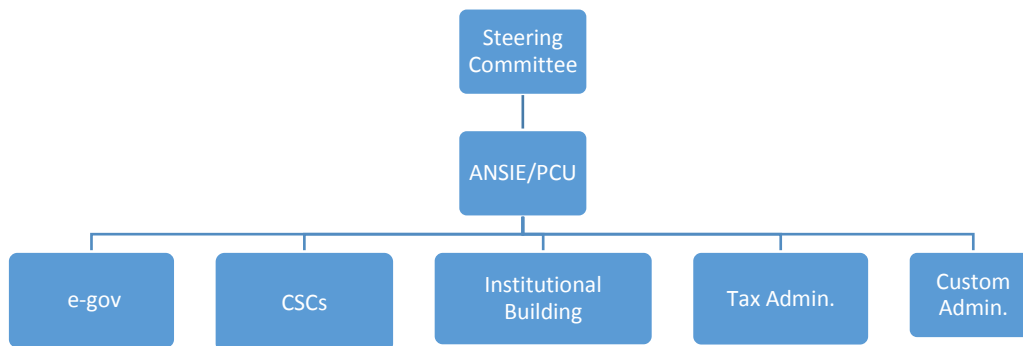 Steering
Committee
ANSIE/PCU
e-gov
CSCs
Institutional
Building
Tax Admin.
Custom
Admin.